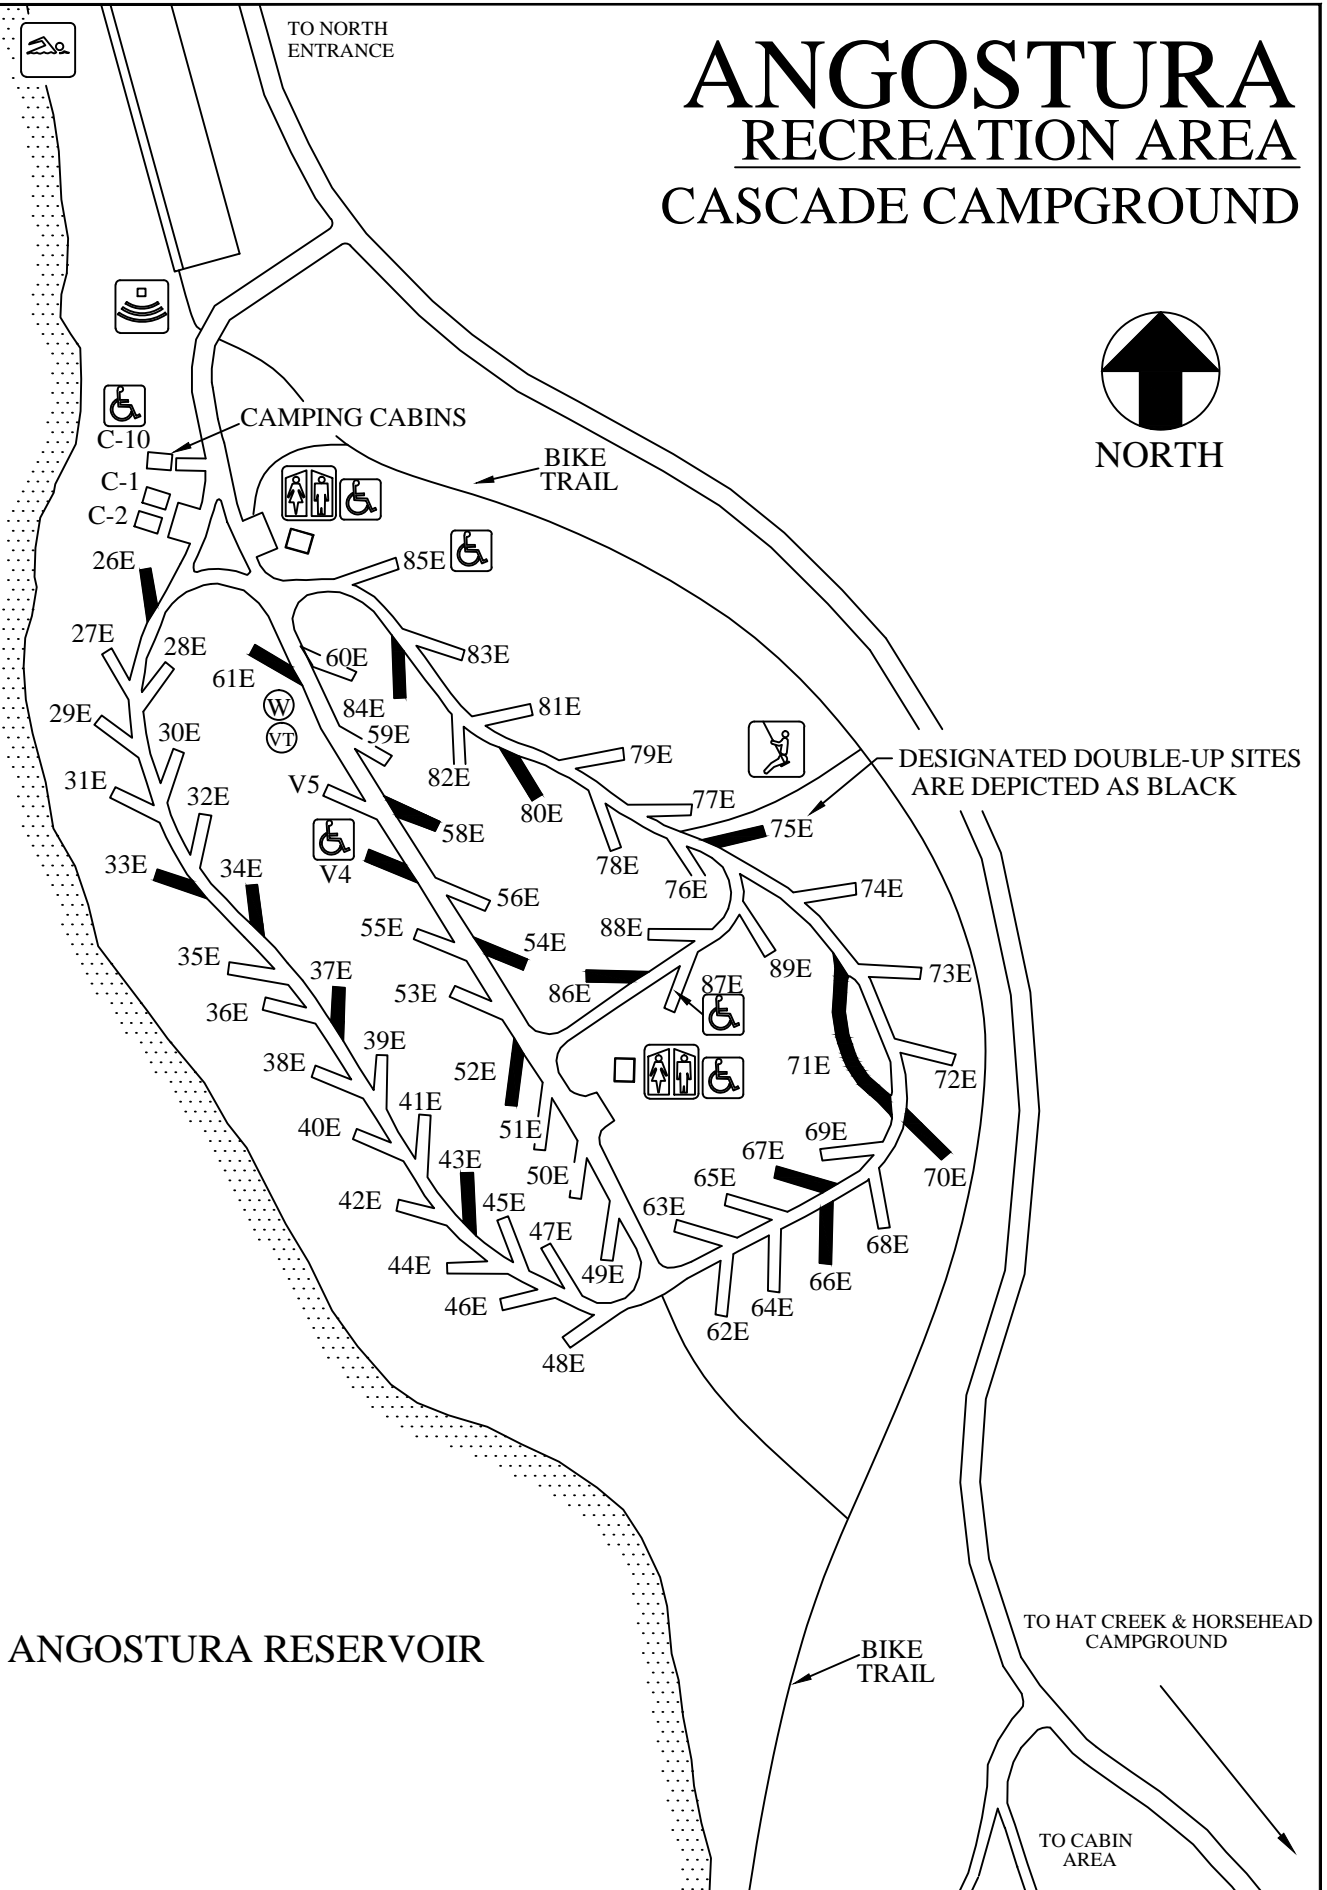 TO NORTH
ENTRANCE
ANGOSTURA
RECREATION AREA
CASCADE CAMPGROUND
NORTH
CAMPING CABINS
C-10
C-1
C-2
BIKE
TRAIL
26E
85E
27E
28E
60E
83E
61E
W
84E
81E
29E
VT
59E
30E
79E
DESIGNATED DOUBLE-UP SITES
ARE DEPICTED AS BLACK
31E
V5
82E
32E
80E
77E
58E
75E
33E
34E
V4
78E
76E
74E
56E
55E
54E
88E
35E
37E
89E
73E
53E
86E
87E
36E
39E
38E
52E
71E
72E
41E
40E
51E
69E
43E
67E
50E
70E
42E
45E
65E
47E
63E
68E
44E
49E
66E
46E
64E
62E
48E
ANGOSTURA RESERVOIR
BIKE
TRAIL
TO HAT CREEK & HORSEHEAD
CAMPGROUND
TO CABIN
AREA